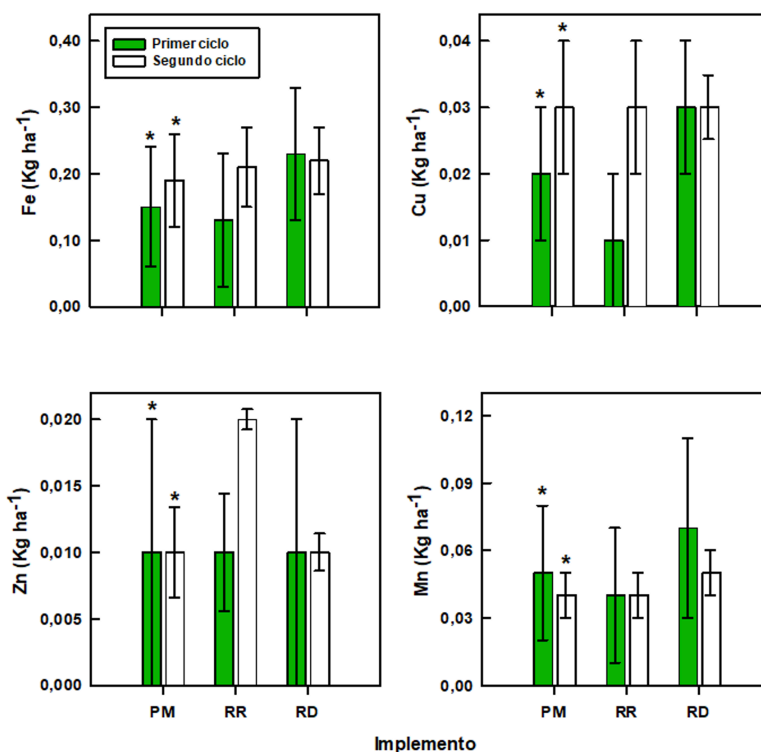 0,40
0,30
0,20
0,10
0,00
Fe (Kg ha⁻¹)
Primer ciclo
Segundo ciclo
* *
0,04
0,03
0,02
0,01
0,00
Cu (Kg ha⁻¹)
* *
0,020
0,015
0,010
0,005
0,000
Zn (Kg ha⁻¹)
* *
PM RR RD
0,12
0,09
0,06
0,03
0,00
Mn (Kg ha⁻¹)
* *
PM RR RD
Implemento